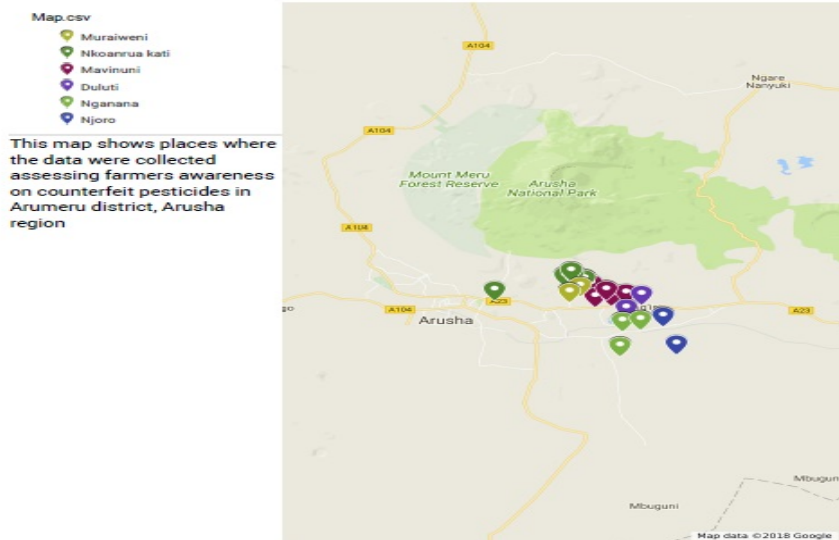 Map.csv
Muraiweni
Nkoanrua kati
Mavinuni
Duluti
Nganana
Njoro
This map shows places where
the data were collected
assessing farmers awareness
on counterfeit pesticides in
Arumeru district, Arusha
region
A104
Ngare
Nanyuki
A104
Mount Meru
Forest Reserve
Arusha
National Park
A104
A23
A104
A23
Arusha
Mbuguni
Mbuguni
Map data ©2018 Google